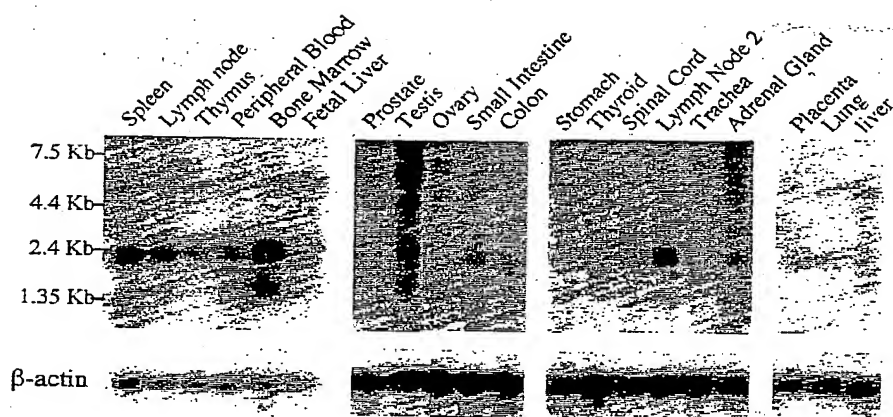 Spleen
Lymph node
Thymus
Peripheral Blood
Bone Marrow
Fetal Liver
Prostate
Testis
Ovary
Small Intestine
Colon
Stomach
Thyroid
Spinal Cord
Lymph Node 2
Trachea
Adrenal Gland
Placenta
Lung
liver
7.5 Kb
4.4 Kb
2.4 Kb
1.35 Kb
β-actin